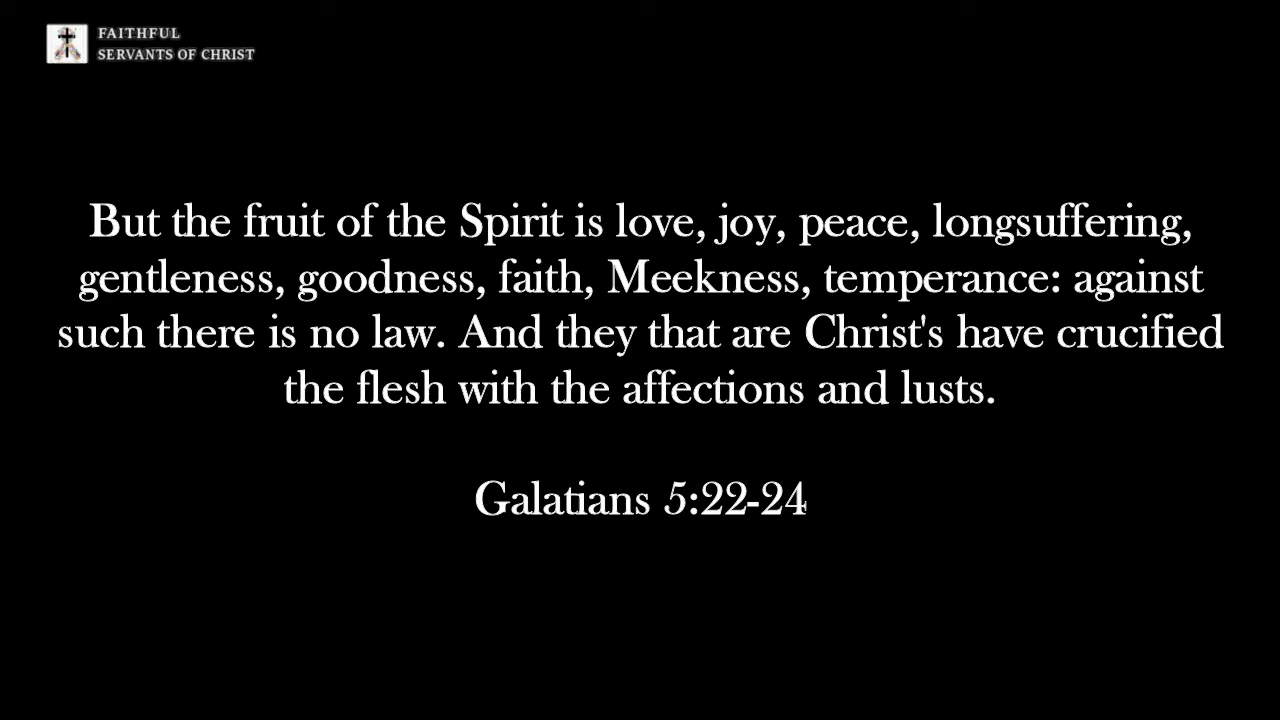 FAITHFUL
SERVANTS OF CHRIST
But the fruit of the Spirit is love, joy, peace, longsuffering,
gentleness, goodness, faith, Meekness, temperance: against
such there is no law. And they that are Christ's have crucified
the flesh with the affections and lusts.
Galatians 5:22-24